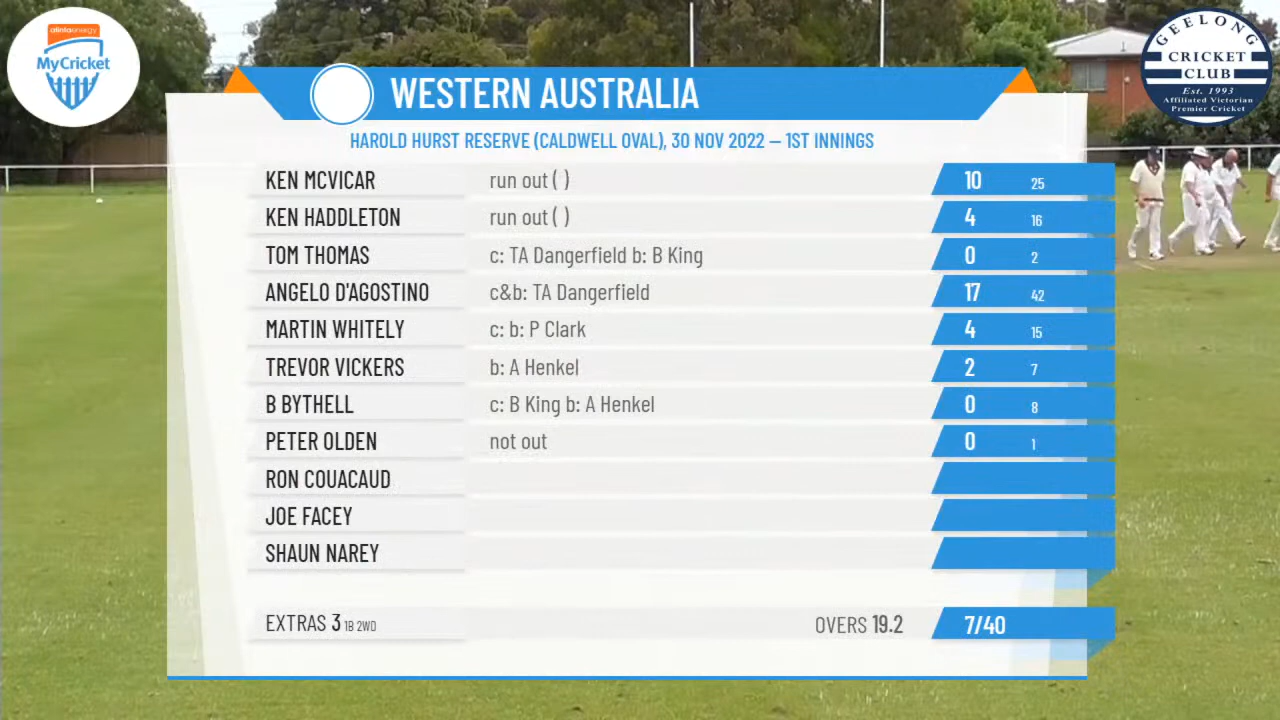 alintaenergy
MyCricket
GEELONG
CRICKET
CLUB
Est. 1993
Affiliated Victorian
Premier Cricket
WESTERN AUSTRALIA
HAROLD HURST RESERVE (CALDWELL OVAL), 30 NOV 2022 – 1ST INNINGS
KEN MCVICAR run out ( ) 10 25
KEN HADDLETON run out ( ) 4 16
TOM THOMAS c: TA Dangerfield b: B King 0 2
ANGELO D'AGOSTINO c&b: TA Dangerfield 17 42
MARTIN WHITELY c: b: P Clark 4 15
TREVOR VICKERS b: A Henkel 2 7
B BYTHELL c: B King b: A Henkel 0 8
PETER OLDEN not out 0 1
RON COUACAUD
JOE FACEY
SHAUN NAREY
EXTRAS 3 1B 2WD OVERS 19.2 7/40